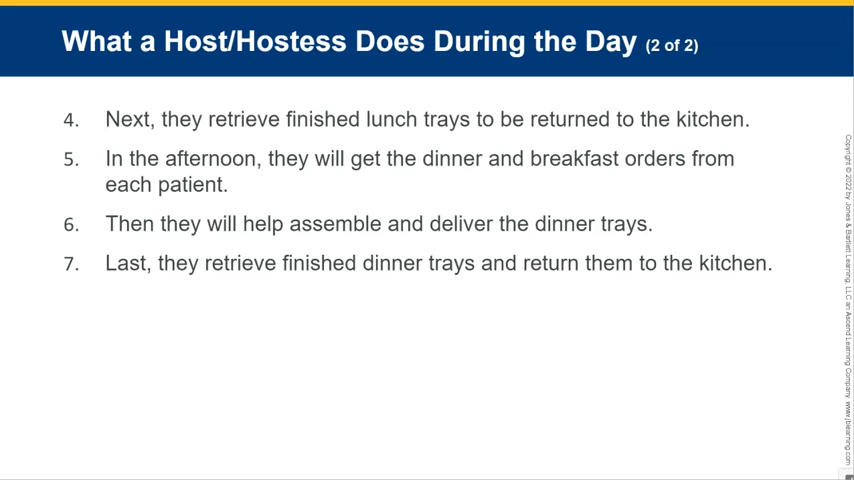 What a Host/Hostess Does During the Day (2 of 2)
4. Next, they retrieve finished lunch trays to be returned to the kitchen.
5. In the afternoon, they will get the dinner and breakfast orders from
each patient.
6. Then they will help assemble and deliver the dinner trays.
7. Last, they retrieve finished dinner trays and return them to the kitchen.
Copyright © 2022 by Jones & Bartlett Learning, LLC an Ascend Learning Company. www.jblearning.com